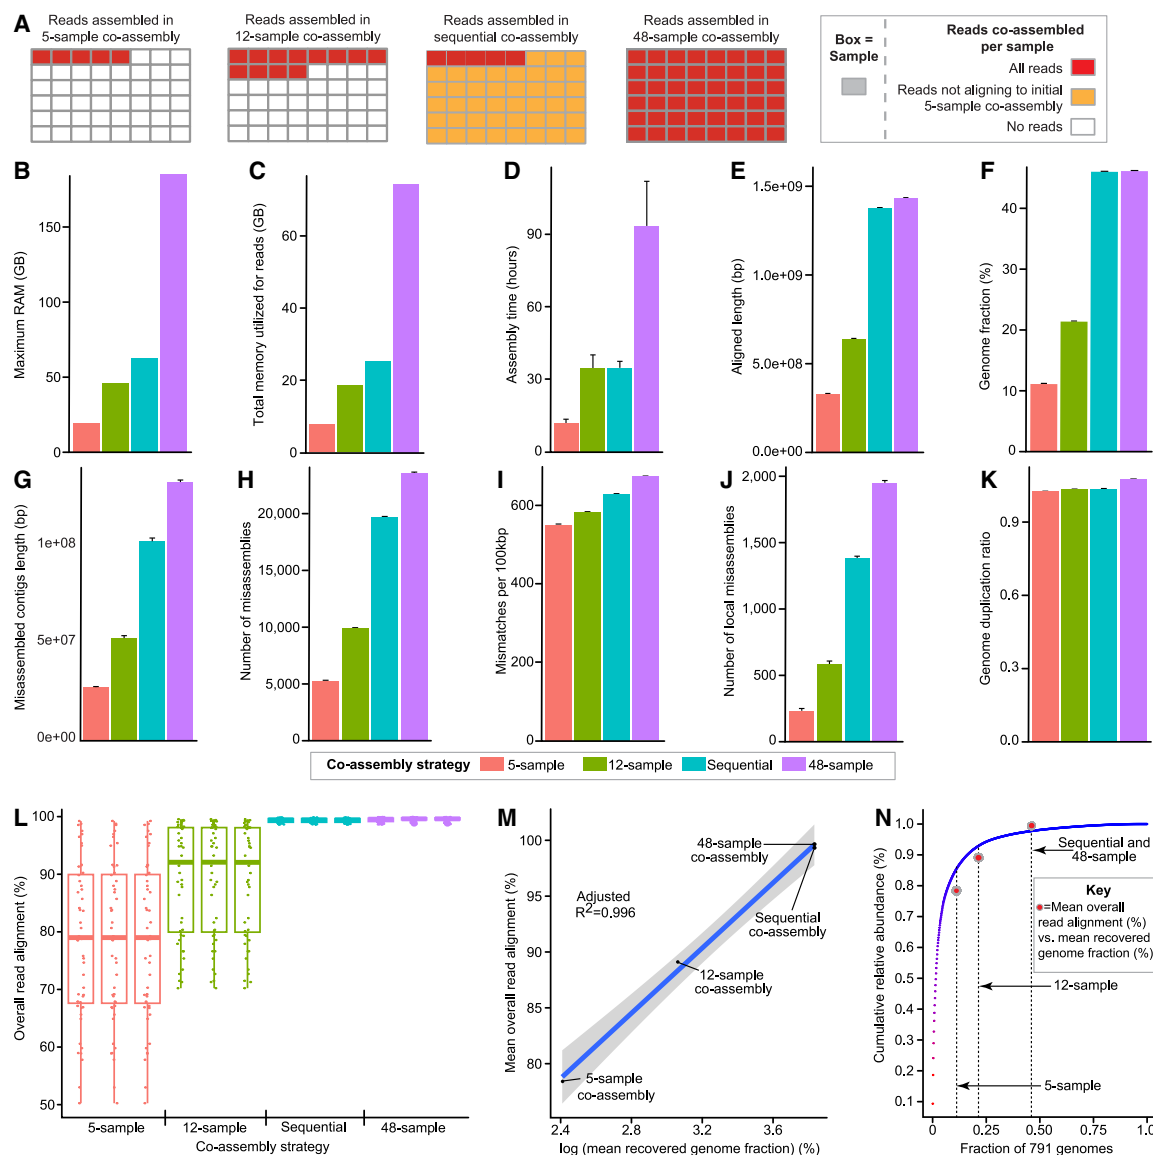 A
Reads assembled in
5-sample co-assembly
Reads assembled in
12-sample co-assembly
Reads assembled in
sequential co-assembly
Reads assembled in
48-sample co-assembly
Box =
Sample
Reads co-assembled
per sample
All reads
Reads not aligning to initial
5-sample co-assembly
No reads
B
Maximum RAM (GB)
150
100
50
0
C
Total memory utilized for reads (GB)
60
40
20
0
D
Assembly time (hours)
90
60
30
0
E
Aligned length (bp)
1.5e+09
1.0e+09
5.0e+08
0.0e+00
F
Genome fraction (%)
40
30
20
10
0
G
Misassembled contigs length (bp)
1e+08
5e+07
0e+00
H
Number of misassemblies
20,000
15,000
10,000
5,000
0
I
Mismatches per 100kbp
600
400
200
0
J
Number of local misassemblies
2,000
1,500
1,000
500
0
K
Genome duplication ratio
0.9
0.6
0.3
0.0
Co-assembly strategy
5-sample
12-sample
Sequential
48-sample
L
Overall read alignment (%)
100
90
80
70
60
50
5-sample
12-sample
Sequential
48-sample
Co-assembly strategy
M
Mean overall read alignment (%)
100
95
90
85
80
48-sample
co-assembly
Adjusted
R2=0.996
Sequential
co-assembly
12-sample
co-assembly
5-sample
co-assembly
2.4
2.8
3.2
3.6
log (mean recovered genome fraction) (%)
N
Cumulative relative abundance (%)
1.0
0.9
0.8
0.7
0.6
0.5
0.4
0.3
0.2
0.1
Sequential and
48-sample
Key
=Mean overall
read alignment (%)
vs. mean recovered
genome fraction (%)
12-sample
5-sample
0
0.25
0.50
0.75
1.0
Fraction of 791 genomes